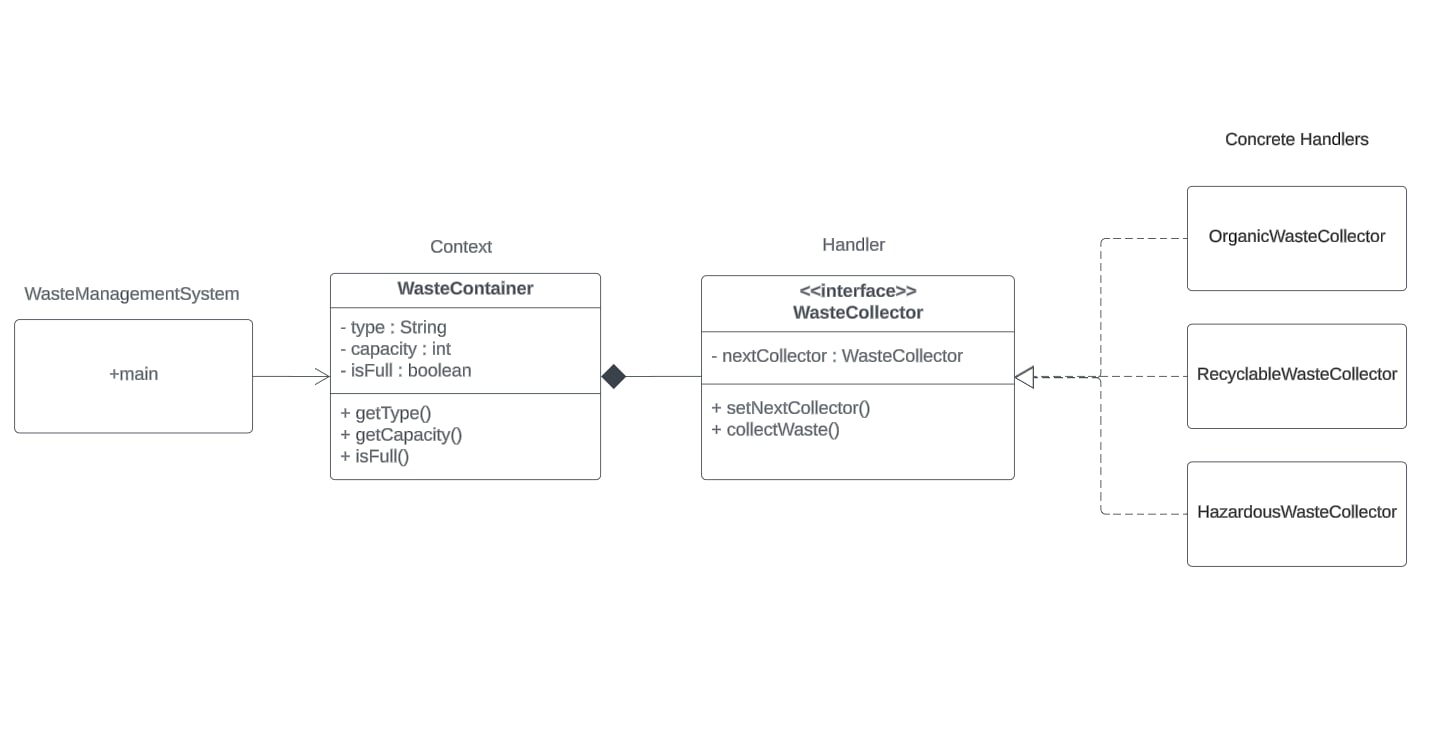 WasteManagementSystem
+main
Context
WasteContainer
- type : String
- capacity : int
- isFull : boolean
+ getType()
+ getCapacity()
+ isFull()
Handler
<<interface>>
WasteCollector
- nextCollector : WasteCollector
+ setNextCollector()
+ collectWaste()
Concrete Handlers
OrganicWasteCollector
RecyclableWasteCollector
HazardousWasteCollector